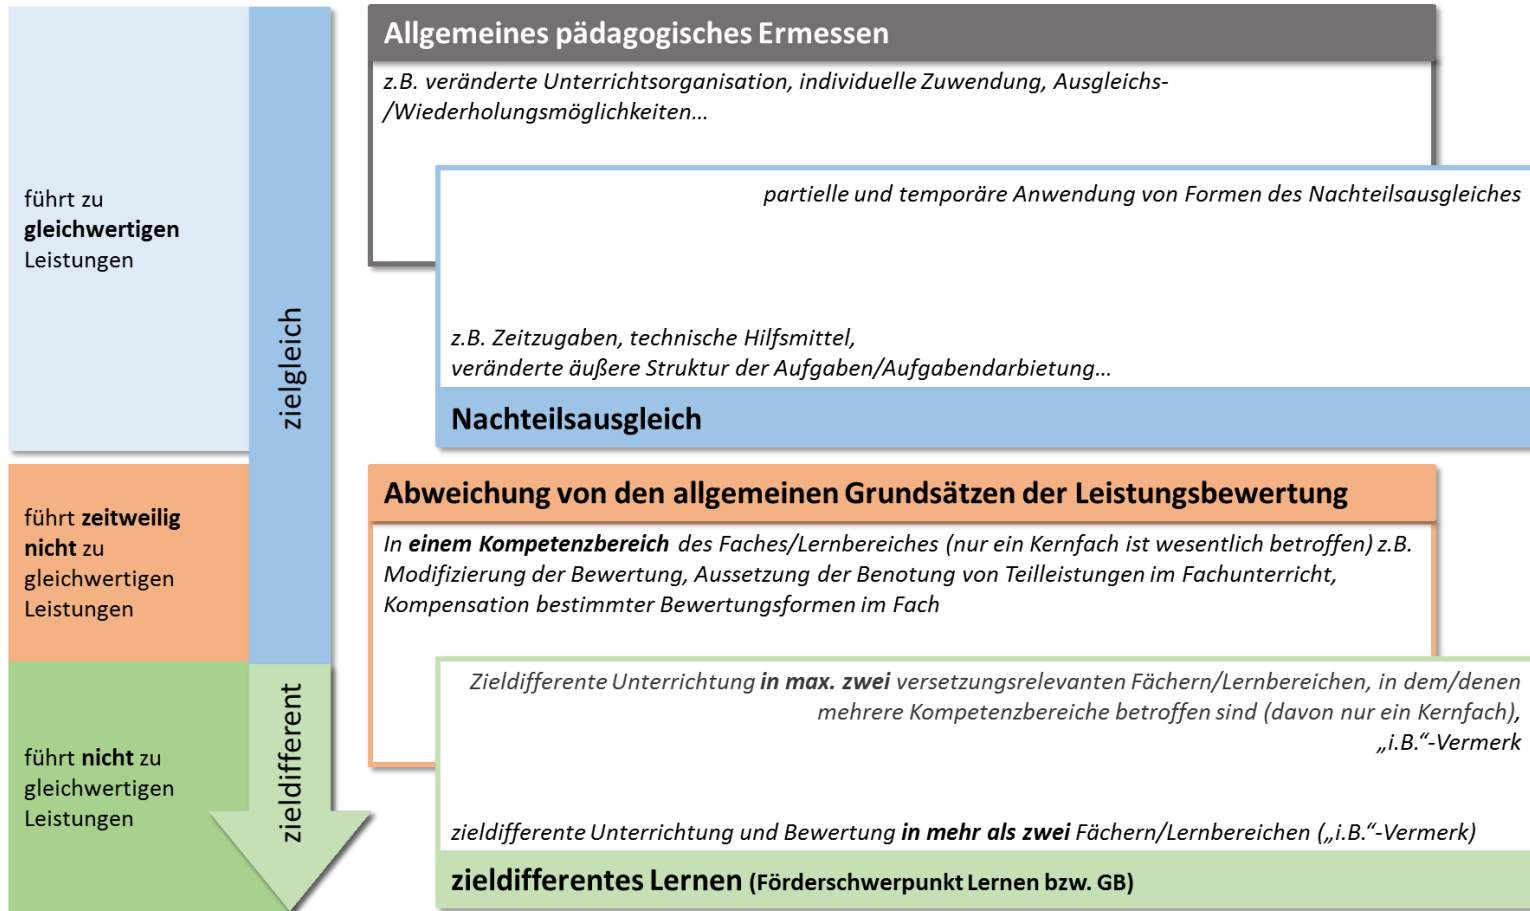 führt zu
gleichwertigen
Leistungen
führt zeitweilig
nicht zu
gleichwertigen
Leistungen
führt nicht zu
gleichwertigen
Leistungen
zielgleich
zieldifferent
Allgemeines pädagogisches Ermessen
z.B. veränderte Unterrichtsorganisation, individuelle Zuwendung, Ausgleichs-
/Wiederholungsmöglichkeiten…
partielle und temporäre Anwendung von Formen des Nachteilsausgleiches
z.B. Zeitzugaben, technische Hilfsmittel,
veränderte äußere Struktur der Aufgaben/Aufgabendarbietung…
Nachteilsausgleich
Abweichung von den allgemeinen Grundsätzen der Leistungsbewertung
In einem Kompetenzbereich des Faches/Lernbereiches (nur ein Kernfach ist wesentlich betroffen) z.B.
Modifizierung der Bewertung, Aussetzung der Benotung von Teilleistungen im Fachunterricht,
Kompensation bestimmter Bewertungsformen im Fach
Zieldifferente Unterrichtung in max. zwei versetzungsrelevanten Fächern/Lernbereichen, in dem/denen
mehrere Kompetenzbereiche betroffen sind (davon nur ein Kernfach),
„i.B.“-Vermerk
zieldifferente Unterrichtung und Bewertung in mehr als zwei Fächern/Lernbereichen („i.B.“-Vermerk)
zieldifferentes Lernen (Förderschwerpunkt Lernen bzw. GB)